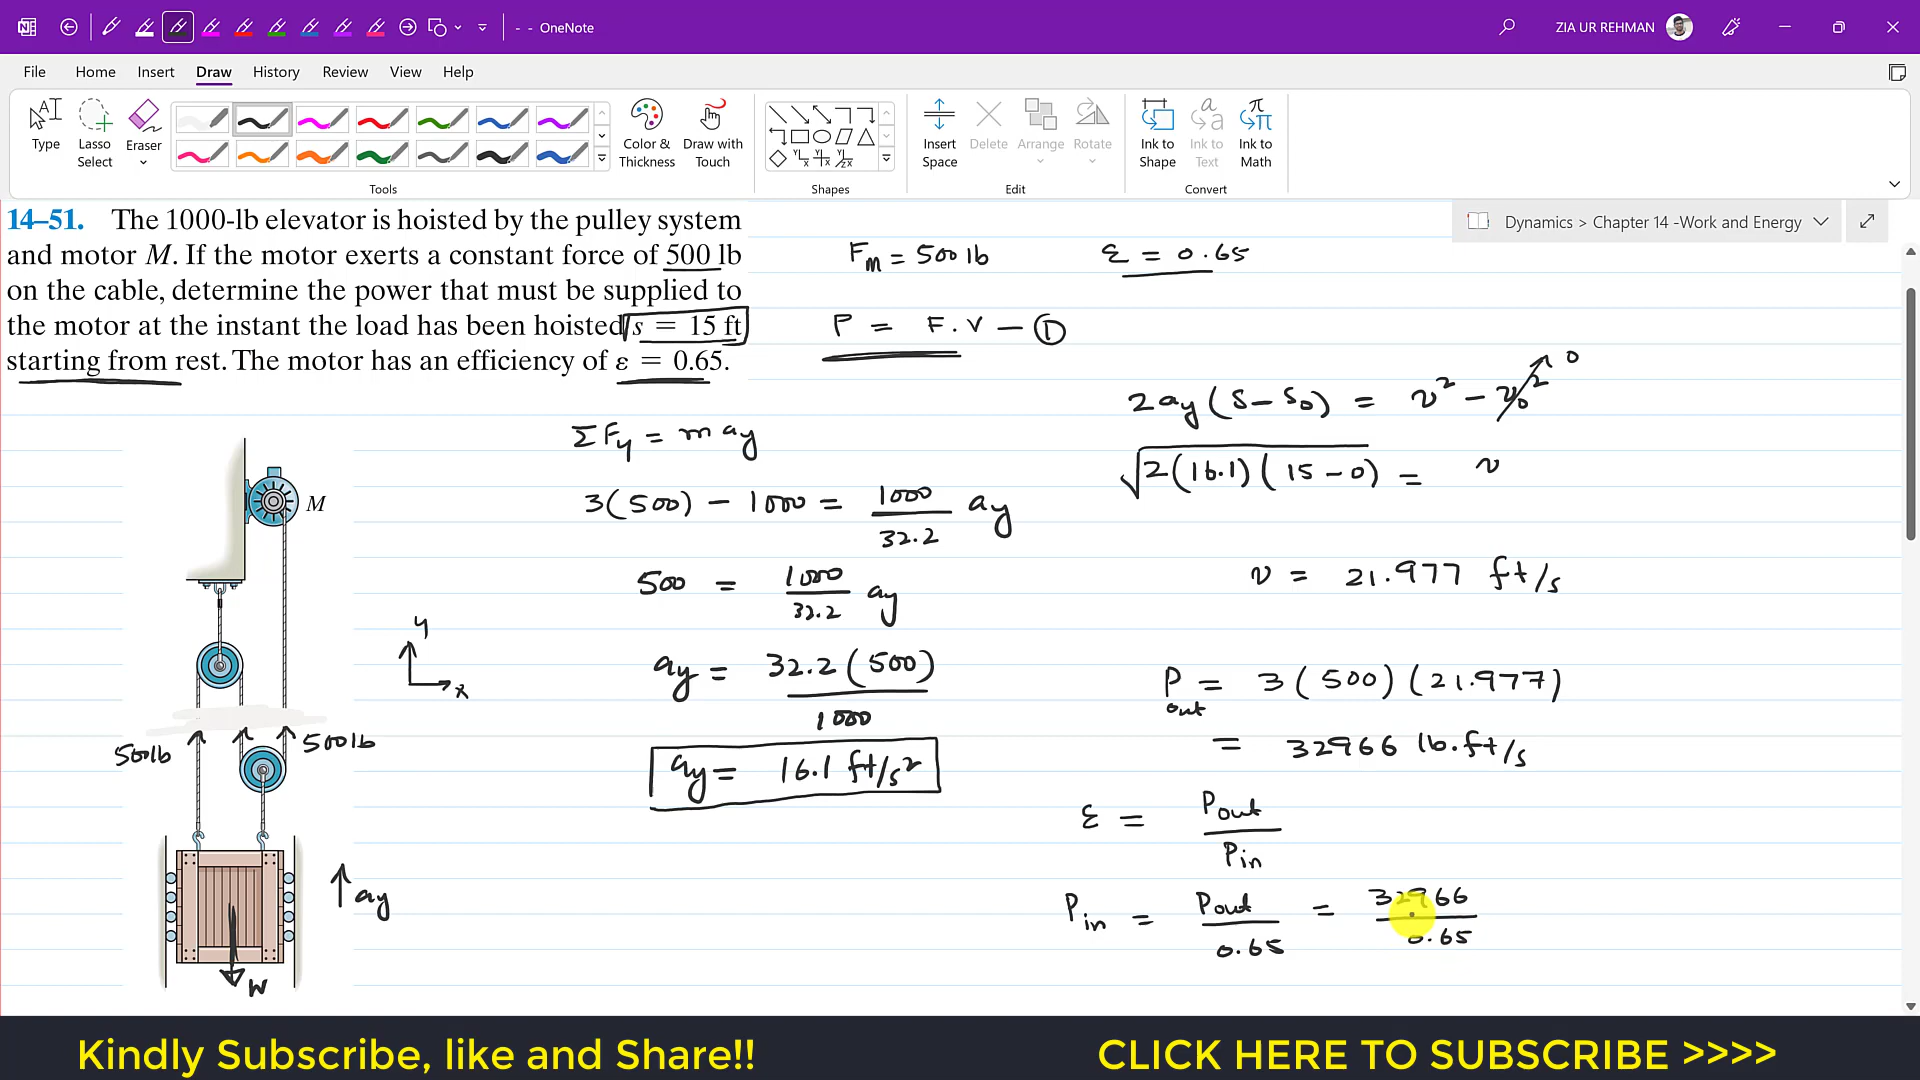 - - OneNote
ZIA UR REHMAN
File Home Insert Draw History Review View Help
Type
Lasso Select
Eraser
Color & Thickness
Draw with Touch
Insert Space
Delete
Arrange
Rotate
Ink to Shape
Ink to Text
Ink to Math
Tools
Shapes
Edit
Convert
Dynamics > Chapter 14 -Work and Energy
14–51. The 1000-lb elevator is hoisted by the pulley system
and motor M. If the motor exerts a constant force of 500 lb
on the cable, determine the power that must be supplied to
the motor at the instant the load has been hoisted s = 15 ft
starting from rest. The motor has an efficiency of ε = 0.65.
M
500lb
500lb
ay
W
y
x
Fm = 500 lb
ε = 0.65
P = F.V — ①
ΣFy = m ay
3(500) - 1000 = 1000/32.2 ay
500 = 1000/32.2 ay
ay = 32.2(500)/1000
ay = 16.1 ft/s²
2ay(S-S0) = v² - v0² 0
√2(16.1)(15-0) = v
v = 21.977 ft/s
Pout = 3(500)(21.977)
= 32966 lb.ft/s
ε = Pout/Pin
Pin = Pout/0.65 = 32966/0.65
Kindly Subscribe, like and Share!!
CLICK HERE TO SUBSCRIBE >>>>